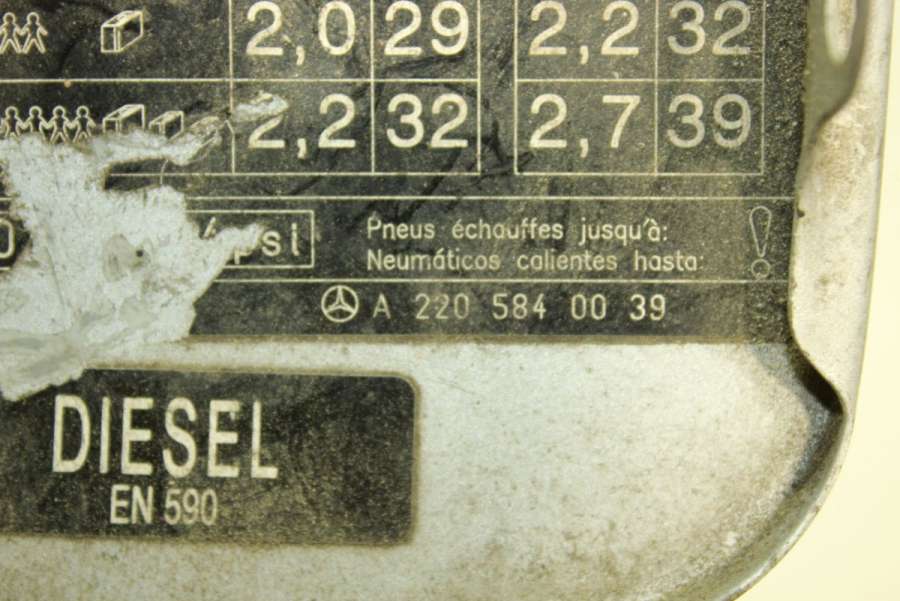 2,0 29 2,2 32
2,2 32 2,7 39
psi
Pneus échauffes jusqu'à:
Neumáticos calientes hasta:
!
A 220 584 00 39
DIESEL
EN 590